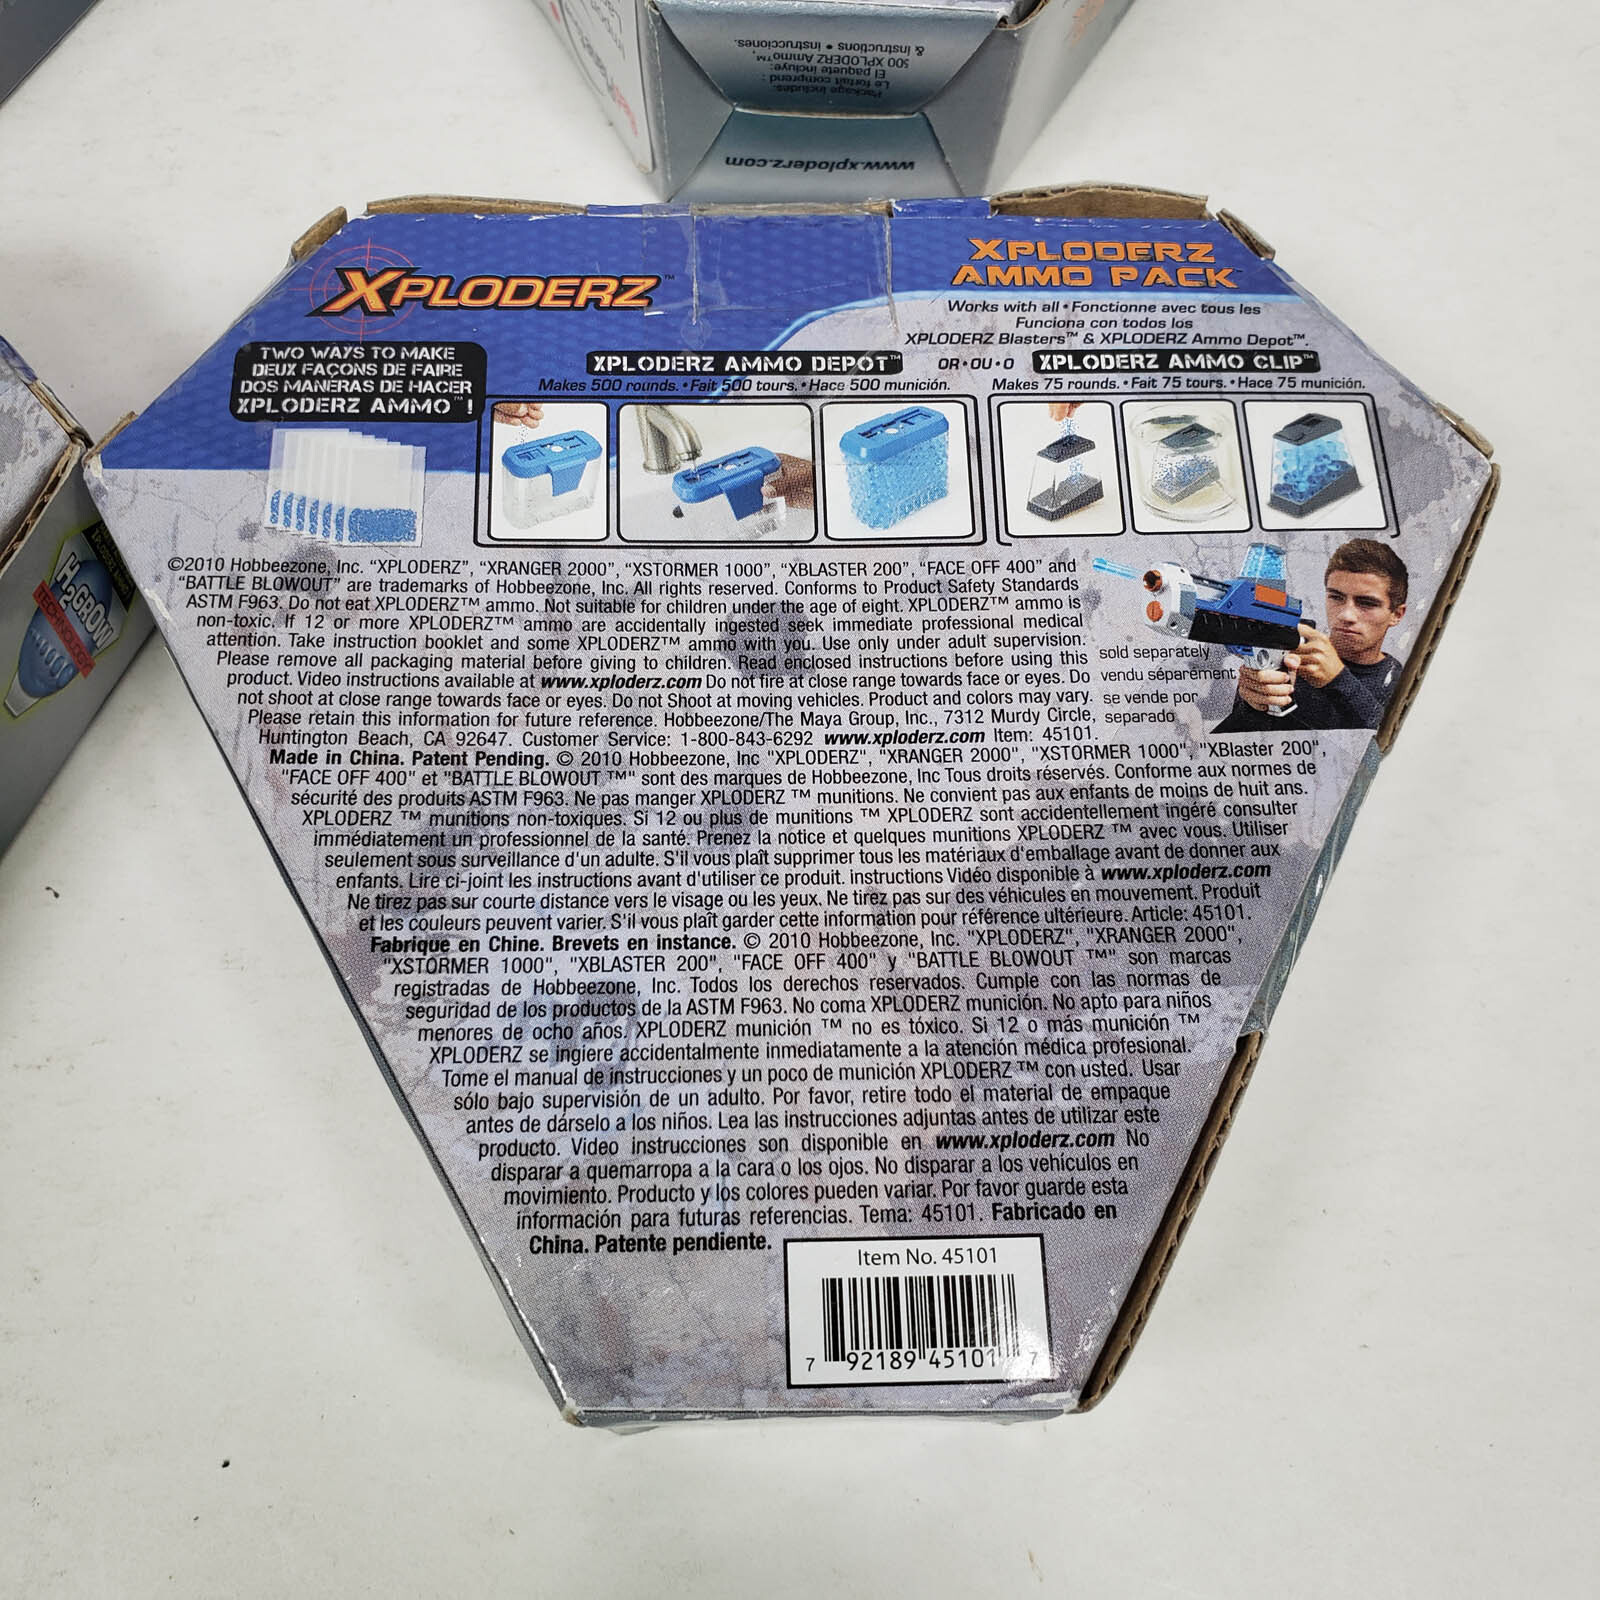 Package includes:
Le forfait comprend :
El paquete incluye:
500 XPLODERZ Ammo™,
& instructions • instrucciones
www.xploderz.com
XPLODERZ™
XPLODERZ
AMMO PACK
Works with all • Fonctionne avec tous les
Funciona con todos los
XPLODERZ Blasters™ & XPLODERZ Ammo Depot™.
TWO WAYS TO MAKE
DEUX FAÇONS DE FAIRE
DOS MANERAS DE HACER
XPLODERZ AMMO™ !
XPLODERZ AMMO DEPOT™ OR • OU • O XPLODERZ AMMO CLIP™
Makes 500 rounds. • Fait 500 tours. • Hace 500 munición.
Makes 75 rounds. • Fait 75 tours. • Hace 75 munición.
©2010 Hobbeezone, Inc. “XPLODERZ”, “XRANGER 2000”, “XSTORMER 1000”, “XBLASTER 200”, “FACE OFF 400” and
“BATTLE BLOWOUT” are trademarks of Hobbeezone, Inc. All rights reserved. Conforms to Product Safety Standards
ASTM F963. Do not eat XPLODERZ™ ammo. Not suitable for children under the age of eight. XPLODERZ™ ammo is
non-toxic. If 12 or more XPLODERZ™ ammo are accidentally ingested seek immediate professional medical
attention. Take instruction booklet and some XPLODERZ™ ammo with you. Use only under adult supervision.
Please remove all packaging material before giving to children. Read enclosed instructions before using this
product. Video instructions available at www.xploderz.com Do not fire at close range towards face or eyes. Do
not shoot at close range towards face or eyes. Do not Shoot at moving vehicles. Product and colors may vary.
Please retain this information for future reference. Hobbeezone/The Maya Group, Inc., 7312 Murdy Circle,
Huntington Beach, CA 92647. Customer Service: 1-800-843-6292 www.xploderz.com Item: 45101.
sold separately
vendu séparément
se vende por
separado
Made in China. Patent Pending. © 2010 Hobbeezone, Inc "XPLODERZ", "XRANGER 2000", "XSTORMER 1000", "XBlaster 200",
"FACE OFF 400" et "BATTLE BLOWOUT ™" sont des marques de Hobbeezone, Inc Tous droits réservés. Conforme aux normes de
sécurité des produits ASTM F963. Ne pas manger XPLODERZ ™ munitions. Ne convient pas aux enfants de moins de huit ans.
XPLODERZ ™ munitions non-toxiques. Si 12 ou plus de munitions ™ XPLODERZ sont accidentellement ingéré consulter
immédiatement un professionnel de la santé. Prenez la notice et quelques munitions XPLODERZ ™ avec vous. Utiliser
seulement sous surveillance d'un adulte. S'il vous plaît supprimer tous les matériaux d'emballage avant de donner aux
enfants. Lire ci-joint les instructions avant d'utiliser ce produit. instructions Vidéo disponible à www.xploderz.com
Ne tirez pas sur courte distance vers le visage ou les yeux. Ne tirez pas sur des véhicules en mouvement. Produit
et les couleurs peuvent varier. S'il vous plaît garder cette information pour référence ultérieure. Article: 45101.
Fabrique en Chine. Brevets en instance. © 2010 Hobbeezone, Inc. "XPLODERZ", "XRANGER 2000",
"XSTORMER 1000", "XBLASTER 200", "FACE OFF 400" y "BATTLE BLOWOUT ™" son marcas
registradas de Hobbeezone, Inc. Todos los derechos reservados. Cumple con las normas de
seguridad de los productos de la ASTM F963. No coma XPLODERZ munición. No apto para niños
menores de ocho años. XPLODERZ munición ™ no es tóxico. Si 12 o más munición ™
XPLODERZ se ingiere accidentalmente inmediatamente a la atención médica profesional.
Tome el manual de instrucciones y un poco de munición XPLODERZ ™ con usted. Usar
sólo bajo supervisión de un adulto. Por favor, retire todo el material de empaque
antes de dárselo a los niños. Lea las instrucciones adjuntas antes de utilizar este
producto. Video instrucciones son disponible en www.xploderz.com No
disparar a quemarropa a la cara o los ojos. No disparar a los vehículos en
movimiento. Producto y los colores pueden variar. Por favor guarde esta
información para futuras referencias. Tema: 45101. Fabricado en
China. Patente pendiente.
Item No. 45101
7 92189 45101 7
H2GROW
TECHNOLOGY